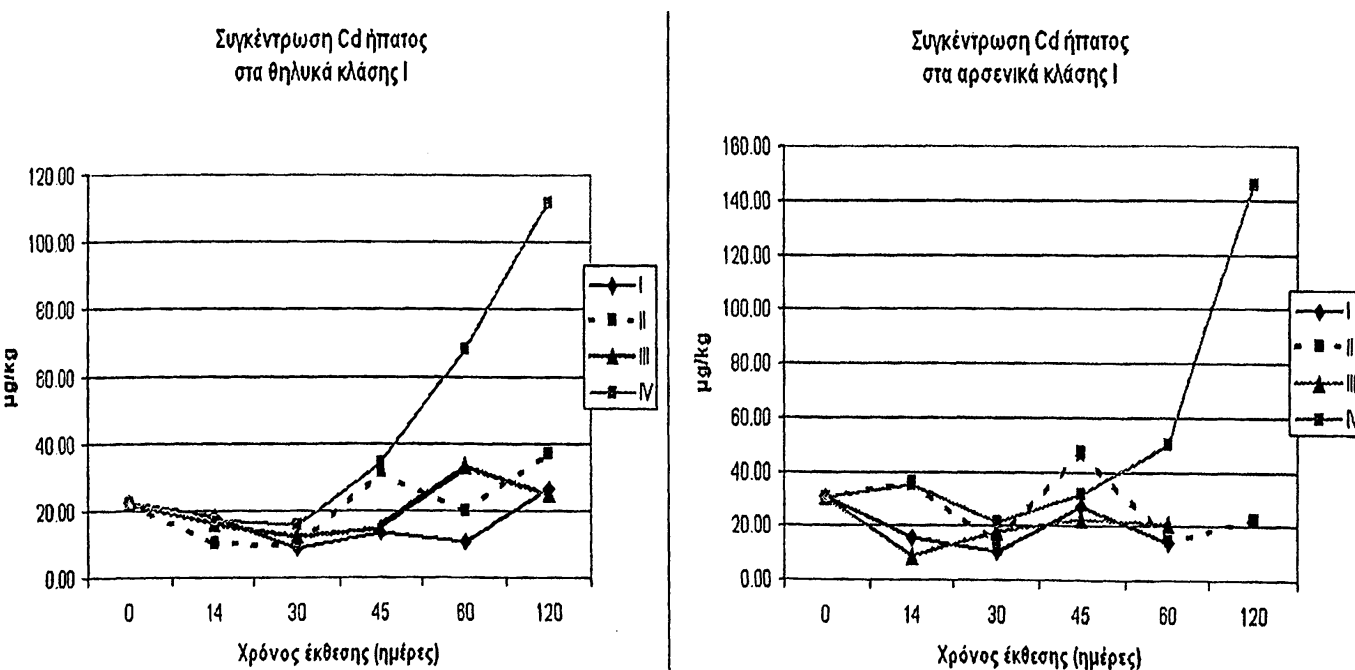 Συγκέντρωση Cd ήπατος
στα θηλυκά κλάσης I
120.00
100.00
80.00
60.00
40.00
20.00
0.00
μg/kg
0 14 30 45 60 120
Χρόνος έκθεσης (ημέρες)
I
II
III
IV
Συγκέντρωση Cd ήπατος
στα αρσενικά κλάσης I
160.00
140.00
120.00
100.00
80.00
60.00
40.00
20.00
0.00
μg/kg
0 14 30 45 60 120
Χρόνος έκθεσης (ημέρες)
I
II
III
IV